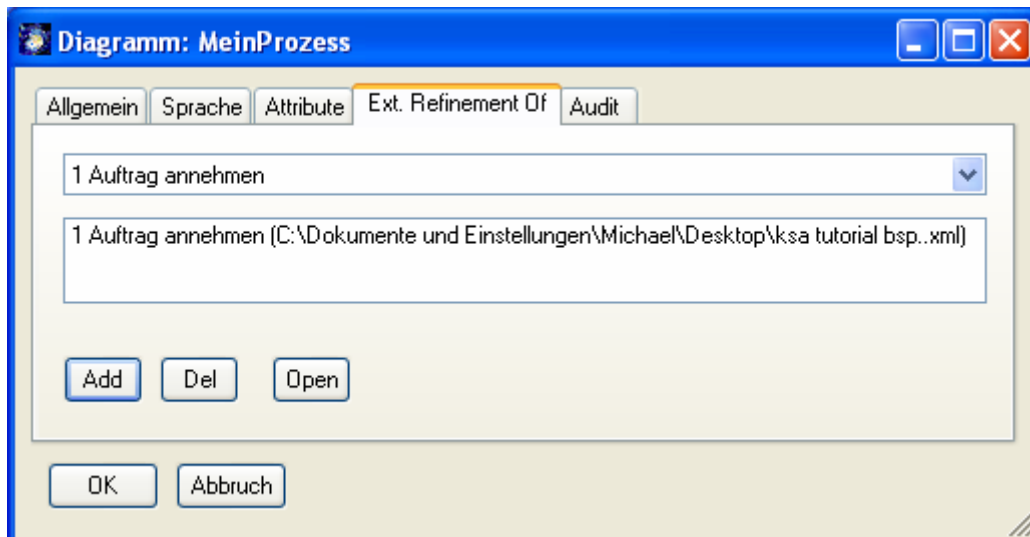 Diagramm: MeinProzess
Allgemein Sprache Attribute Ext. Refinement Of Audit
1 Auftrag annehmen
1 Auftrag annehmen (C:\Dokumente und Einstellungen\Michael\Desktop\ksa tutorial bsp..xml)
Add Del Open
OK Abbruch